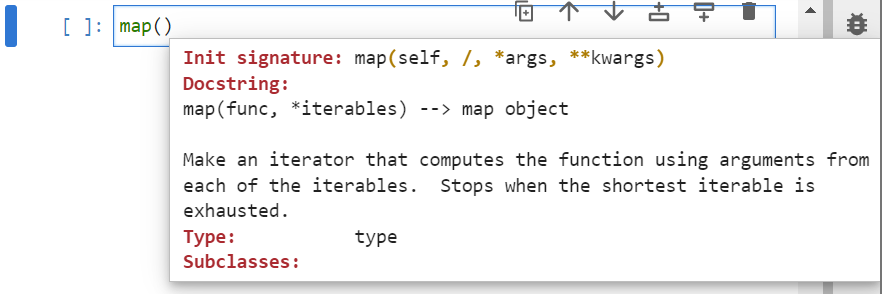 [ ]: map()
Init signature: map(self, /, *args, **kwargs)
Docstring:
map(func, *iterables) --> map object
Make an iterator that computes the function using arguments from
each of the iterables.  Stops when the shortest iterable is
exhausted.
Type:           type
Subclasses: